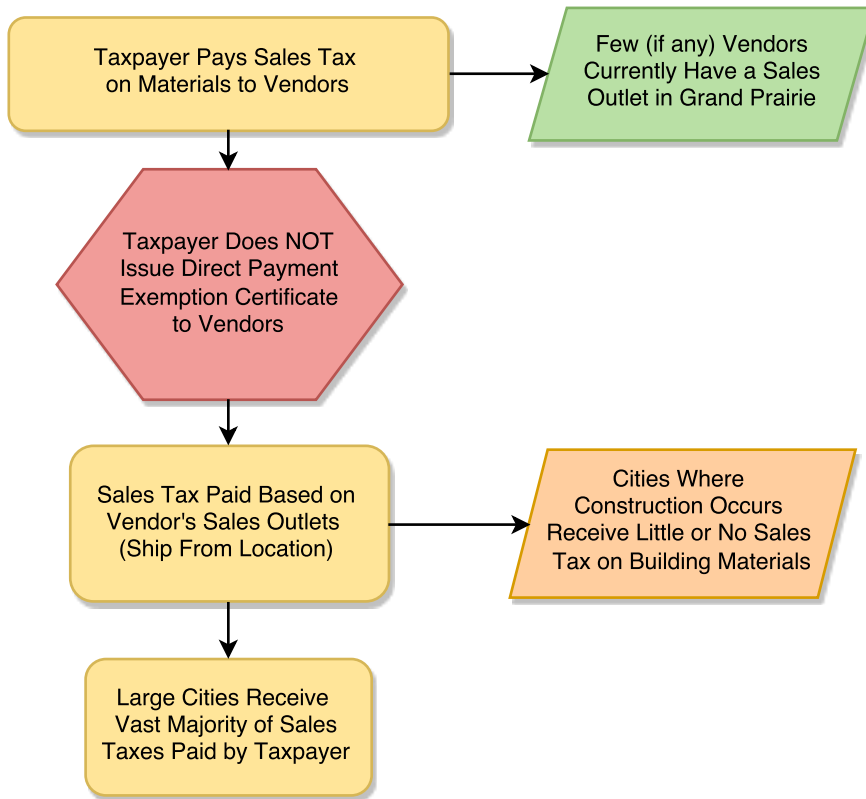 Taxpayer Pays Sales Tax
on Materials to Vendors
Few (if any) Vendors
Currently Have a Sales
Outlet in Grand Prairie
Taxpayer Does NOT
Issue Direct Payment
Exemption Certificate
to Vendors
Sales Tax Paid Based on
Vendor's Sales Outlets
(Ship From Location)
Cities Where
Construction Occurs
Receive Little or No Sales
Tax on Building Materials
Large Cities Receive
Vast Majority of Sales
Taxes Paid by Taxpayer